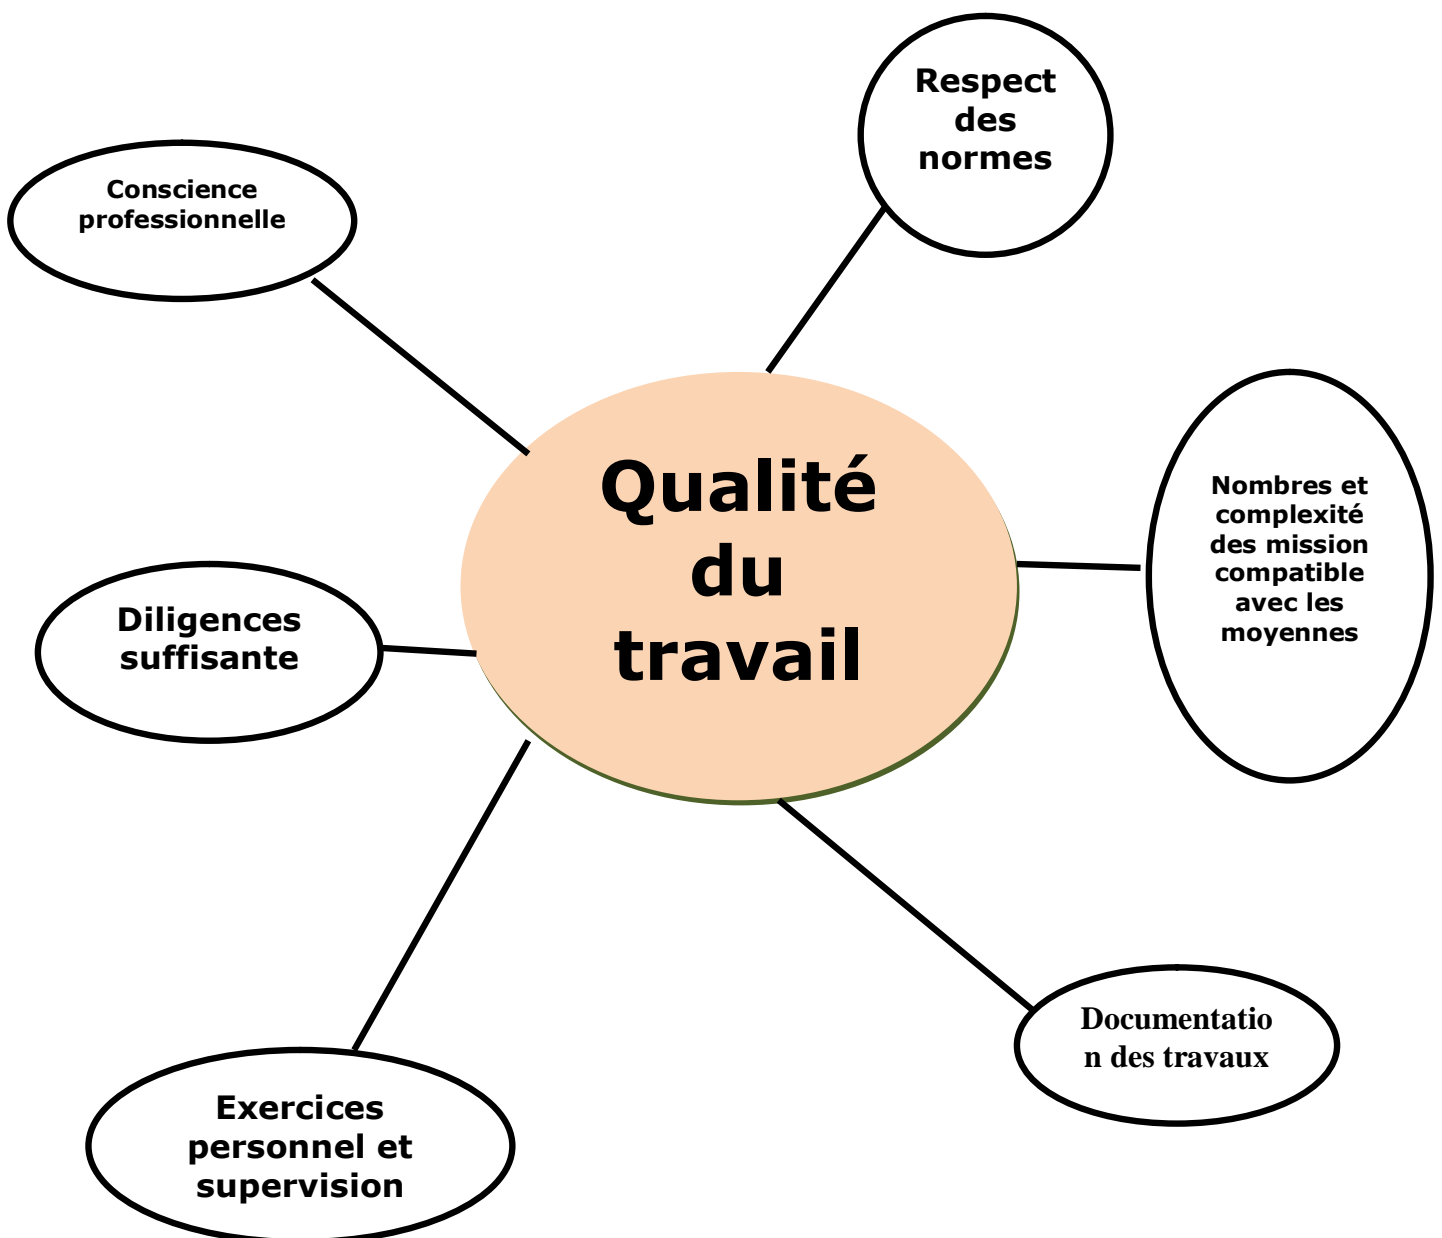 Respect
des
normes
Conscience
professionnelle
Qualité
du
travail
Nombres et
complexité
des mission
compatible
avec les
moyennes
Diligences
suffisante
Documentatio
n des travaux
Exercices
personnel et
supervision